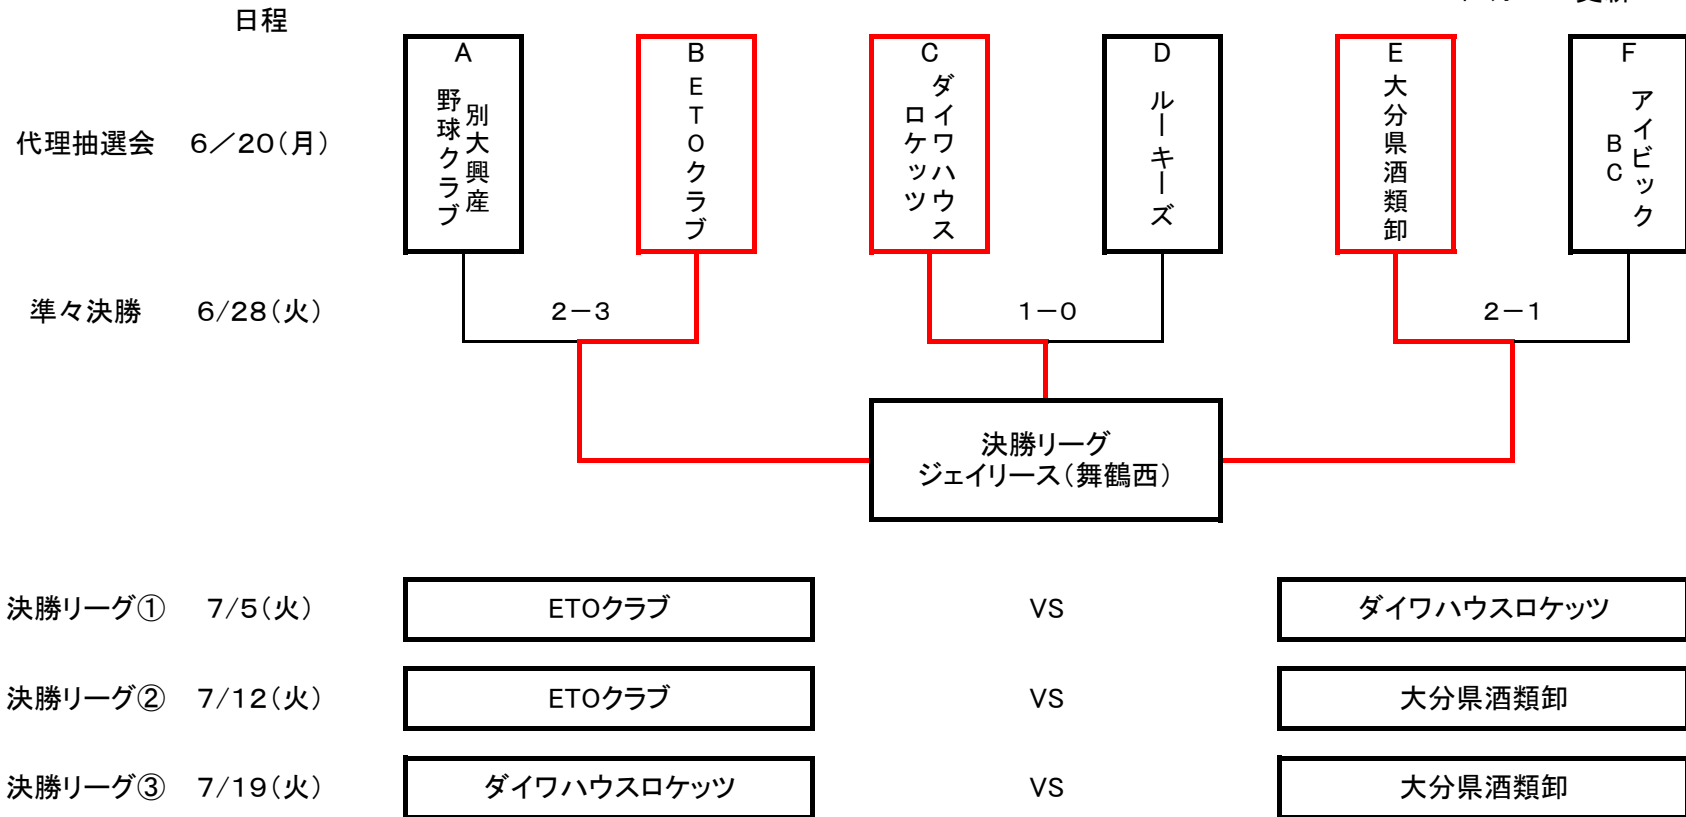 日程
A
別大興産
野球クラブ
B
ETOクラブ
C
ダイワハウス
ロケッツ
D
ルーキーズ
E
大分県酒類卸
F
アイビック
BC
代理抽選会 6/20(月)
準々決勝 6/28(火)
2-3
1-0
2-1
決勝リーグ
ジェイリース(舞鶴西)
決勝リーグ① 7/5(火) ETOクラブ VS ダイワハウスロケッツ
決勝リーグ② 7/12(火) ETOクラブ VS 大分県酒類卸
決勝リーグ③ 7/19(火) ダイワハウスロケッツ VS 大分県酒類卸